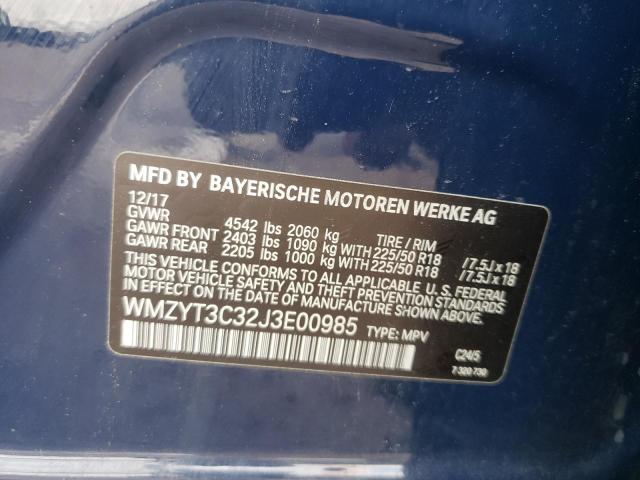 MFD BY BAYERISCHE MOTOREN WERKE AG
12/17
GVWR 4542 lbs 2060 kg TIRE / RIM
GAWR FRONT 2403 lbs 1090 kg WITH 225/50 R18 /7.5J x 18
GAWR REAR 2205 lbs 1000 kg WITH 225/50 R18 /7.5J x 18
THIS VEHICLE CONFORMS TO ALL APPLICABLE U.S. FEDERAL
MOTOR VEHICLE SAFETY AND THEFT PREVENTION STANDARDS
IN EFFECT ON THE DATE OF MANUFACTURE SHOWN ABOVE.
WMZYT3C32J3E00985 TYPE: MPV
C24/5
7 320 730